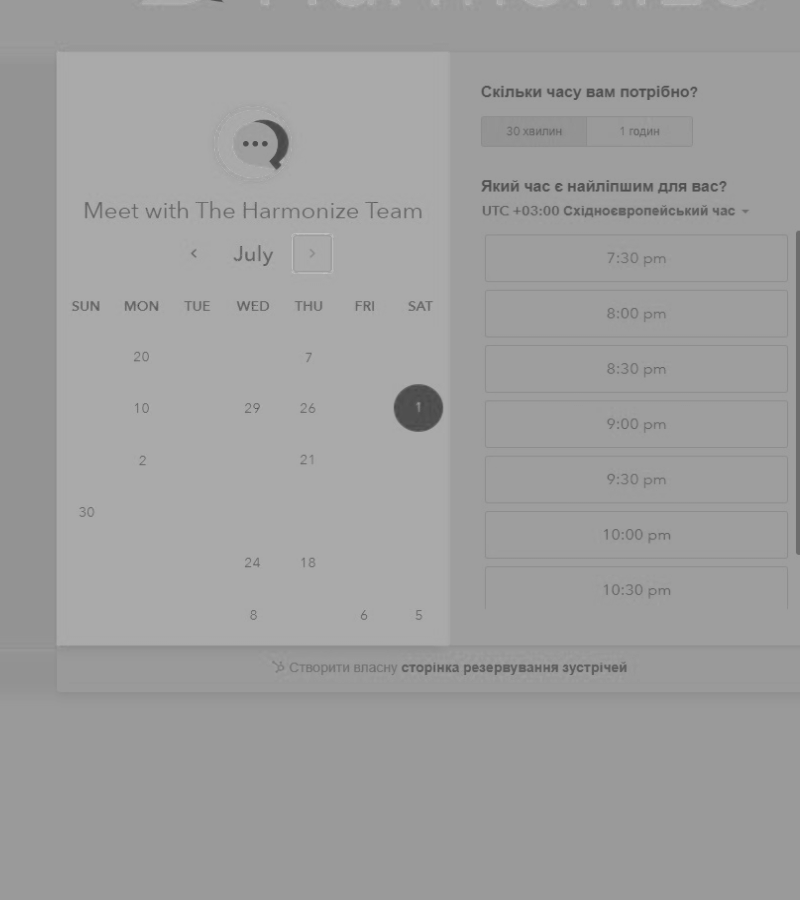 Meet with The Harmonize Team
July
SUN MON TUE WED THU FRI SAT
20 7
10 29 26 1
2 21
30
24 18
8 6 5
Скільки часу вам потрібно?
30 хвилин 1 годин
Який час є найліпшим для вас?
UTC +03:00 Східноєвропейський час
7:30 pm
8:00 pm
8:30 pm
9:00 pm
9:30 pm
10:00 pm
10:30 pm
Створити власну сторінка резервування зустрічей